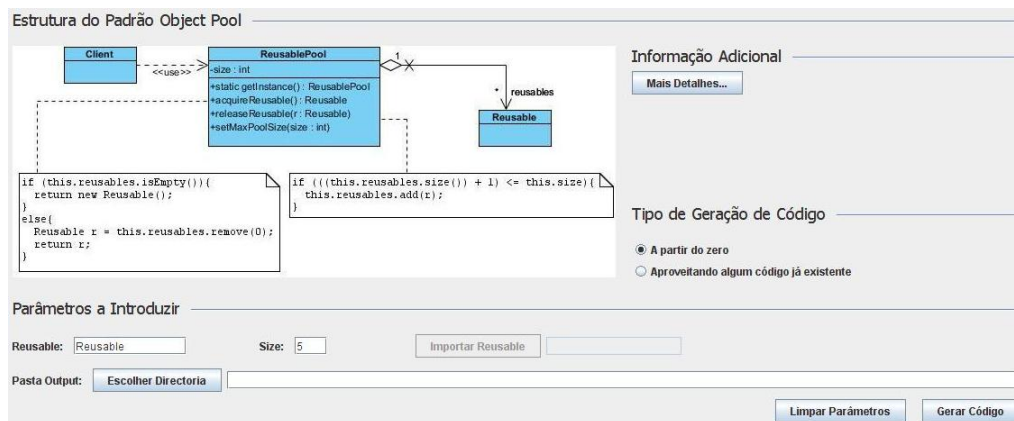 Estrutura do Padrão Object Pool
Client
<<use>>
ReusablePool
-size : int
+static getInstance() : ReusablePool
+acquireReusable() : Reusable
+releaseReusable(r : Reusable)
+setMaxPoolSize(size : int)
1
* reusables
Reusable
if (this.reusables.isEmpty()){
return new Reusable();
}
else{
Reusable r = this.reusables.remove(0);
return r;
}
if (((this.reusables.size()) + 1) <= this.size){
this.reusables.add(r);
}
Informação Adicional
Mais Detalhes...
Tipo de Geração de Código
A partir do zero
Aproveitando algum código já existente
Parâmetros a Introduzir
Reusable: Reusable Size: 5 Importar Reusable
Pasta Output: Escolher Directoria
Limpar Parâmetros Gerar Código